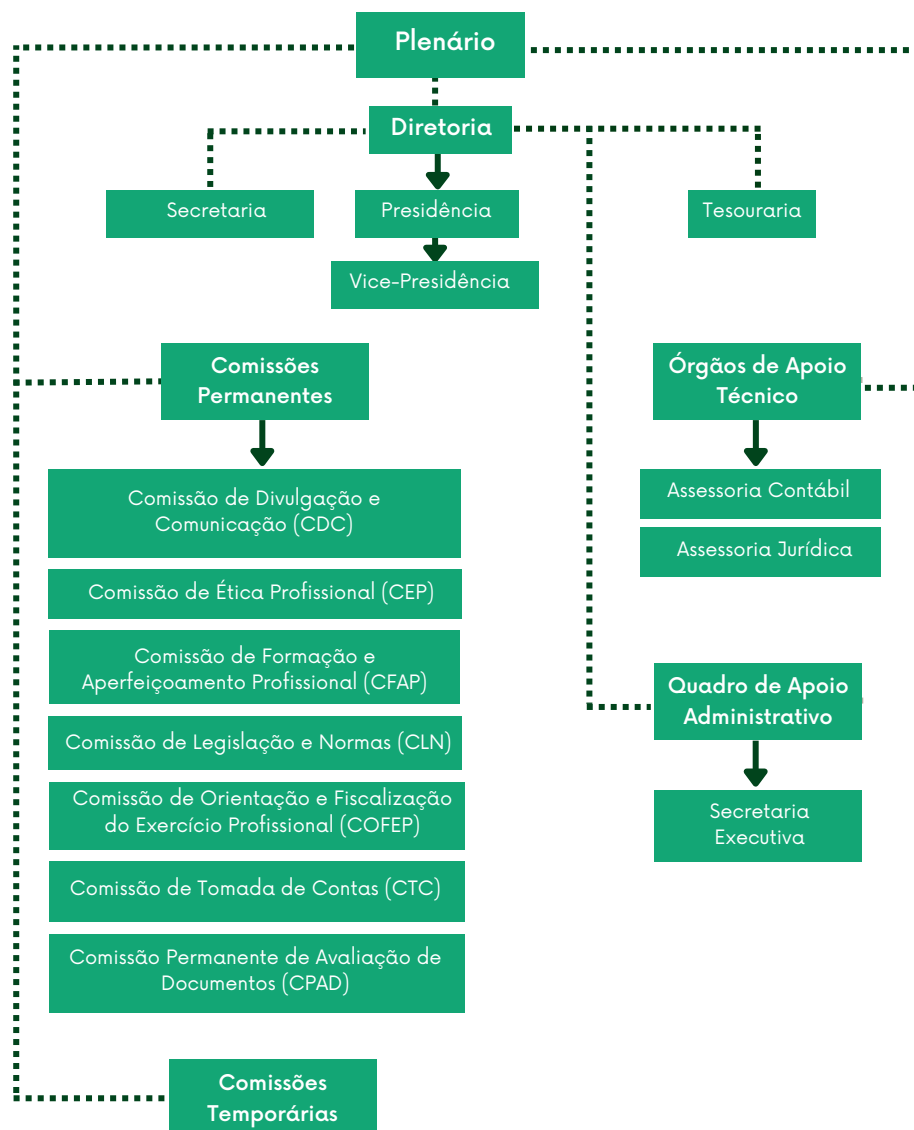 Plenário
Diretoria
Secretaria
Presidência
Tesouraria
Vice-Presidência
Comissões
Permanentes
Órgãos de Apoio
Técnico
Comissão de Divulgação e
Comunicação (CDC)
Assessoria Contábil
Assessoria Jurídica
Comissão de Ética Profissional (CEP)
Comissão de Formação e
Aperfeiçoamento Profissional (CFAP)
Quadro de Apoio
Administrativo
Comissão de Legislação e Normas (CLN)
Comissão de Orientação e Fiscalização
do Exercício Profissional (COFEP)
Secretaria
Executiva
Comissão de Tomada de Contas (CTC)
Comissão Permanente de Avaliação de
Documentos (CPAD)
Comissões
Temporárias